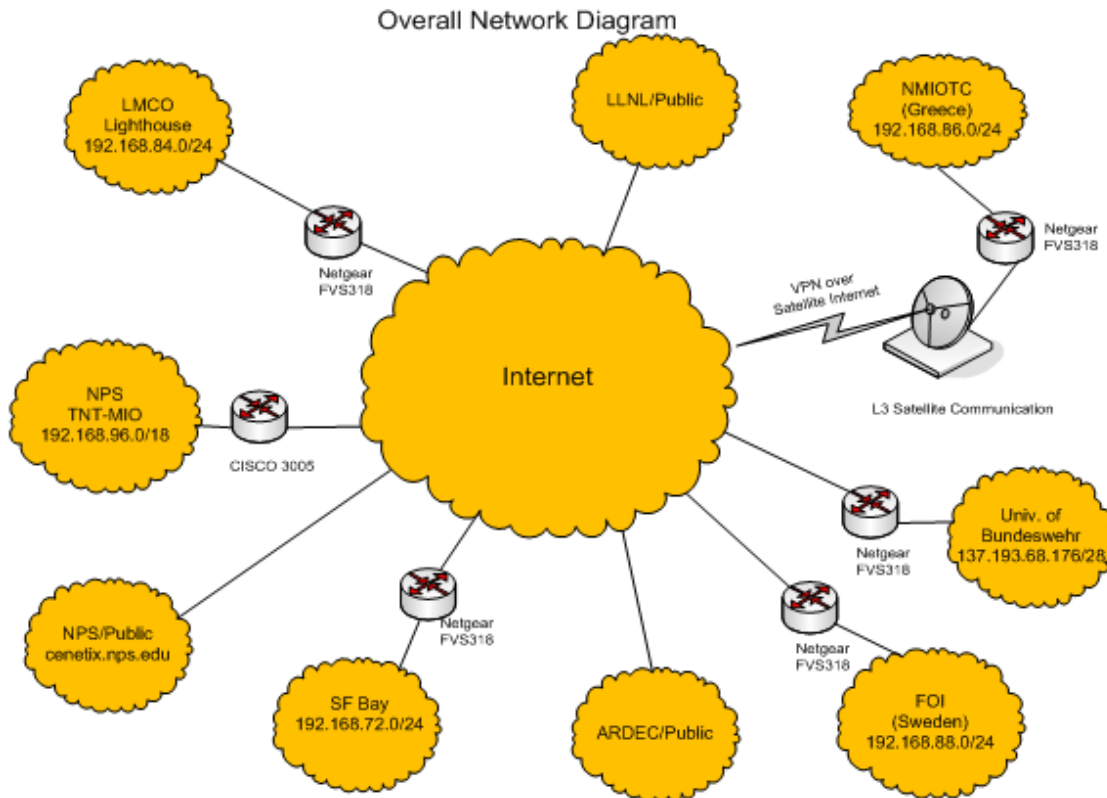 Overall Network Diagram
LMCO
Lighthouse
192.168.84.0/24
LLNL/Public
NMIOTC
(Greece)
192.168.86.0/24
Netgear
FVS318
Netgear
FVS318
VPN over
Satellite Internet
L3 Satellite Communication
Internet
NPS
TNT-MIO
192.168.96.0/18
CISCO 3005
Univ. of
Bundeswehr
137.193.68.176/28
Netgear
FVS318
NPS/Public
cenetix.nps.edu
Netgear
FVS318
Netgear
FVS318
SF Bay
192.168.72.0/24
ARDEC/Public
FOI
(Sweden)
192.168.88.0/24